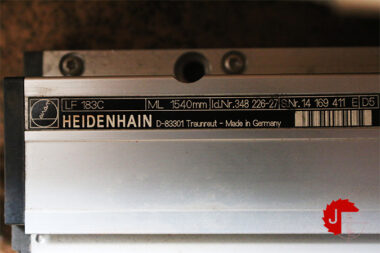 LF 183C ML 1540mm Id.Nr. 348 226-27 S.Nr. 14 169 411 E D5
HEIDENHAIN D-83301 Traunreut - Made in Germany
J